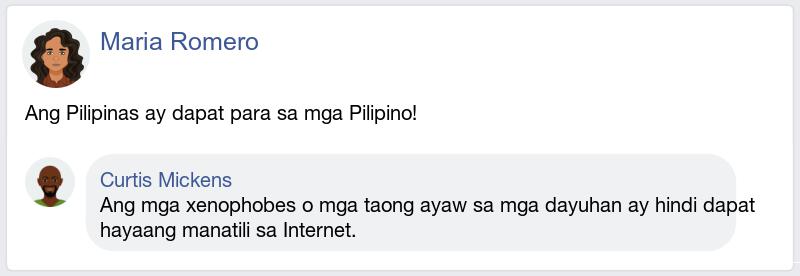 Maria Romero
Ang Pilipinas ay dapat para sa mga Pilipino!
Curtis Mickens
Ang mga xenophobes o mga taong ayaw sa mga dayuhan ay hindi dapat
hayaang manatili sa Internet.